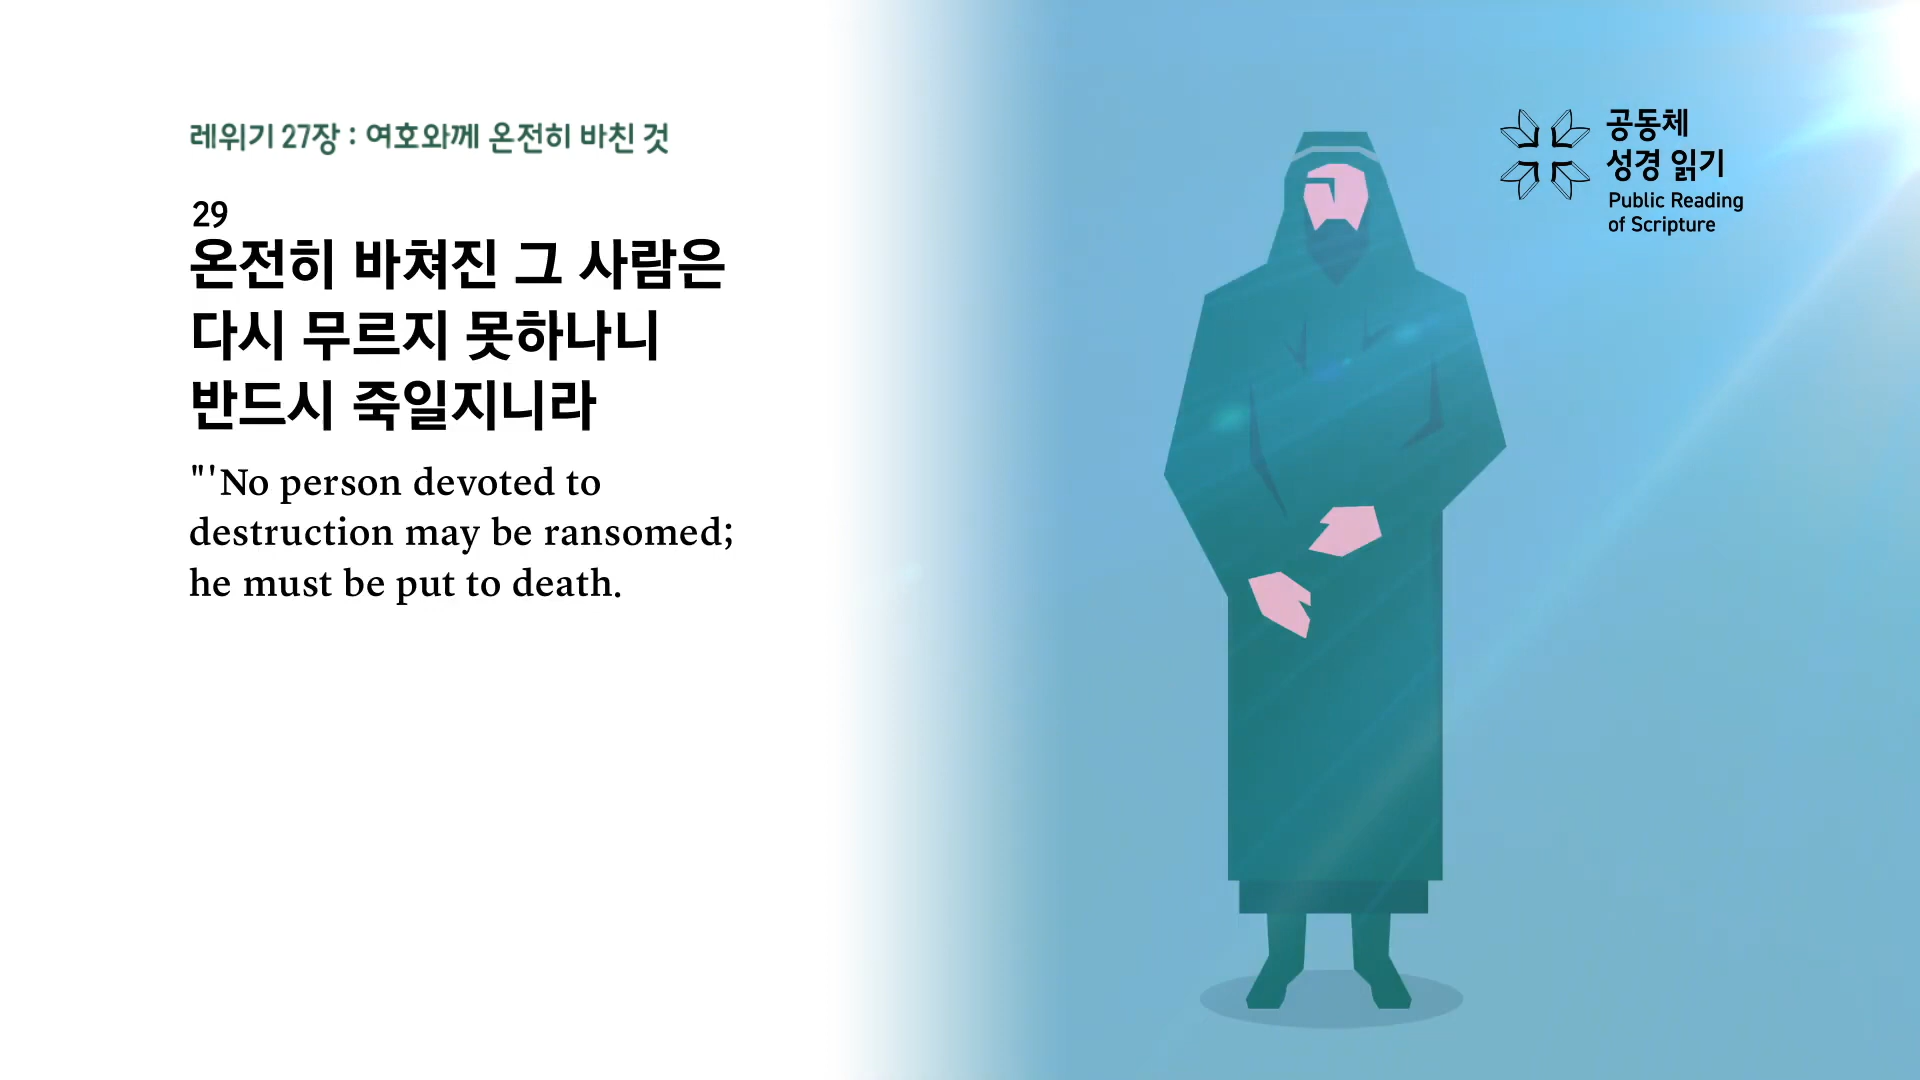 레위기 27장 : 여호와께 온전히 바친 것
29
온전히 바쳐진 그 사람은
다시 무르지 못하나니
반드시 죽일지니라
"'No person devoted to
destruction may be ransomed;
he must be put to death.
공동체
성경 읽기
Public Reading
of Scripture